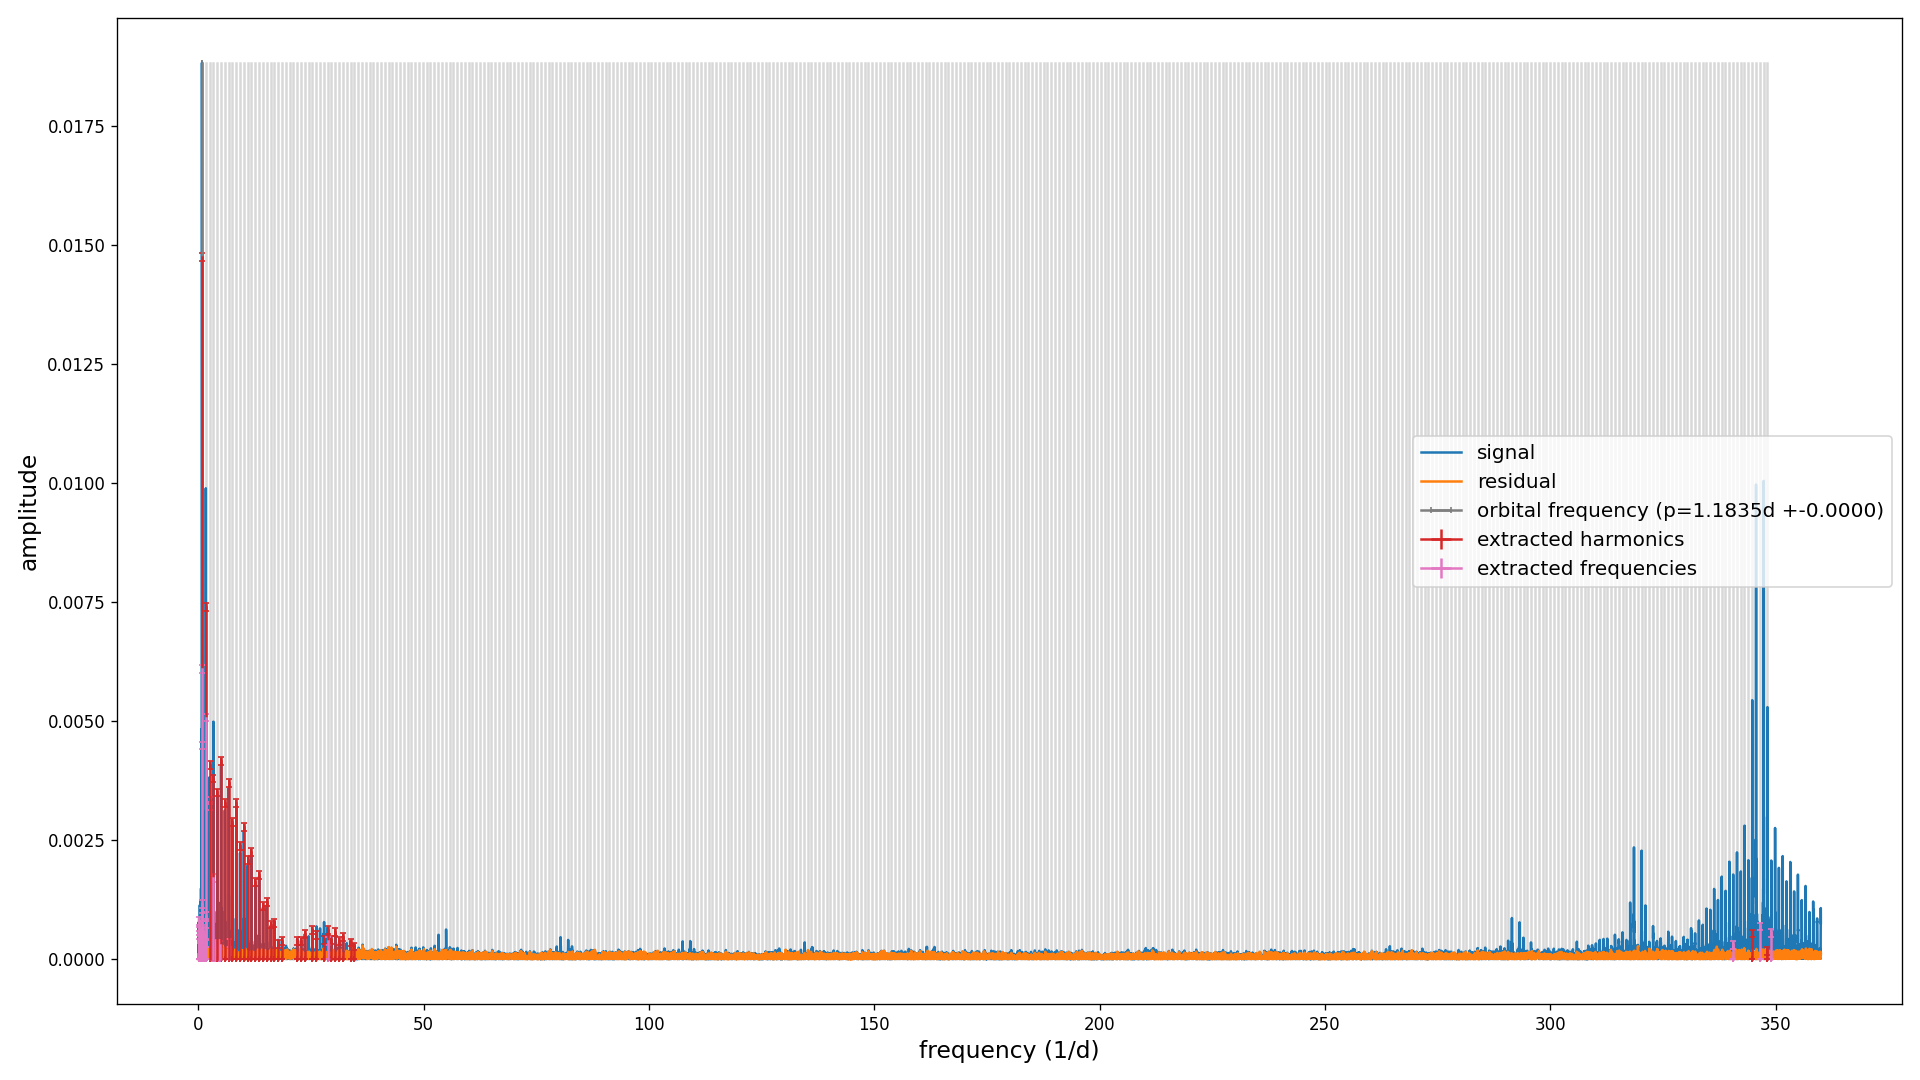 0.0175
0.0150
0.0125
0.0100
0.0075
0.0050
0.0025
0.0000
amplitude
signal
residual
orbital frequency (p=1.1835d +-0.0000)
extracted harmonics
extracted frequencies
0 50 100 150 200 250 300 350
frequency (1/d)